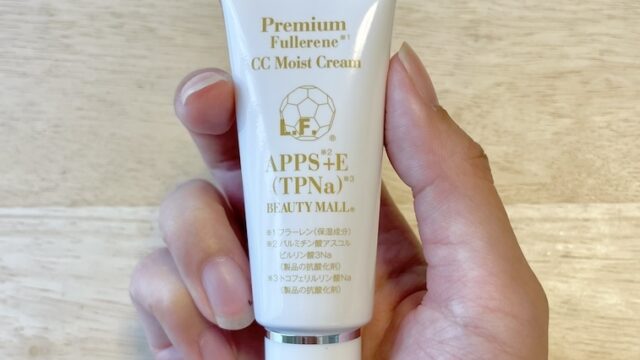 Premium
Fullerene※1
CC Moist Cream
L.F.®
※2
APPS+E
(TPNa)※3
BEAUTY MALL®
※1フラーレン(保湿成分)
※2パルミチン酸アスコル
ビルリン酸3Na
(製品の抗酸化剤)
※3トコフェリルリン酸Na
(製品の抗酸化剤)